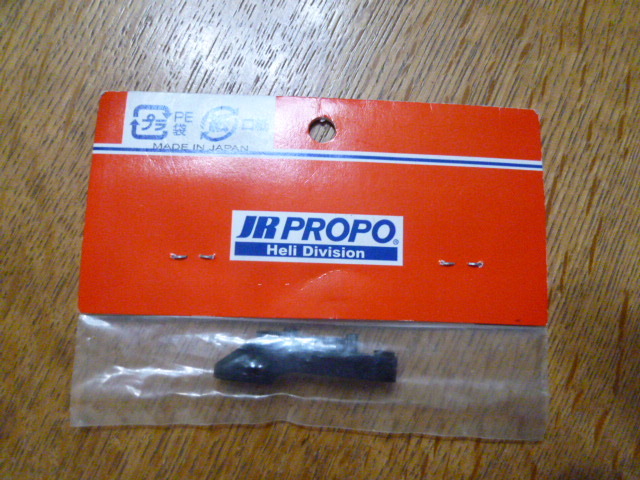 プラ
PE
袋
MADE IN JAPAN
JR PROPO®
Heli Division